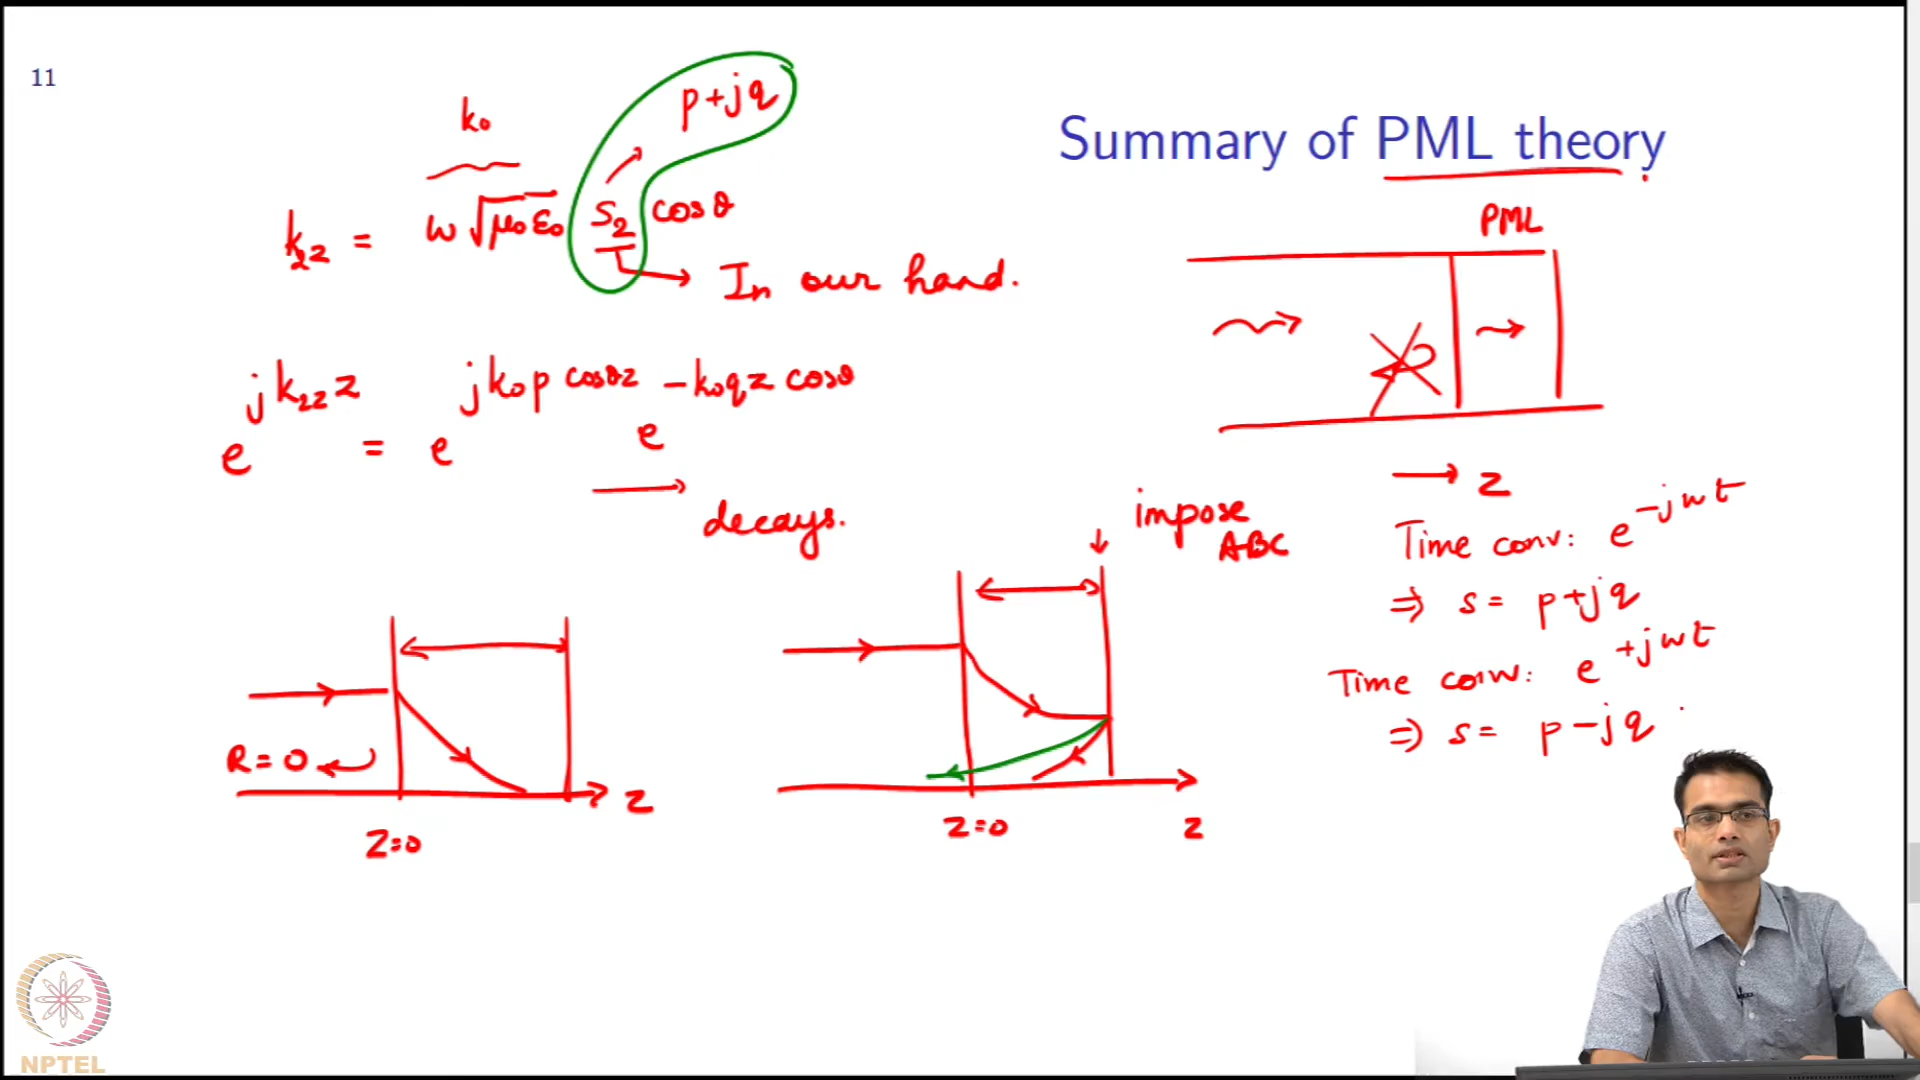 11
Summary of PML theory
k₀
p+jq
k₂z = ω√μ₀ε₀ s₂ cosθ
In our hand.
PML
e^{jk₂z z} = e^{jk₀p cosθz} e^{-k₀qz cosθ}
decays.
z
impose
ABC
Time conv: e^{-jωt}
⇒ s = p+jq
Time conv: e^{+jωt}
⇒ s = p-jq
R=0
z
z=0
z=0
z
NPTEL